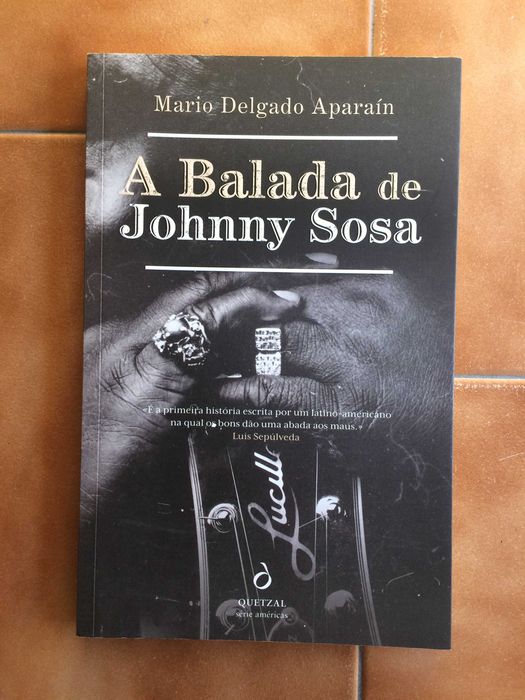 Mario Delgado Aparaín
A Balada de
Johnny Sosa
«É a primeira história escrita por um latino-americano
na qual os bons dão uma abada aos maus.»
Luis Sepúlveda
Lucille
QUETZAL
série américas